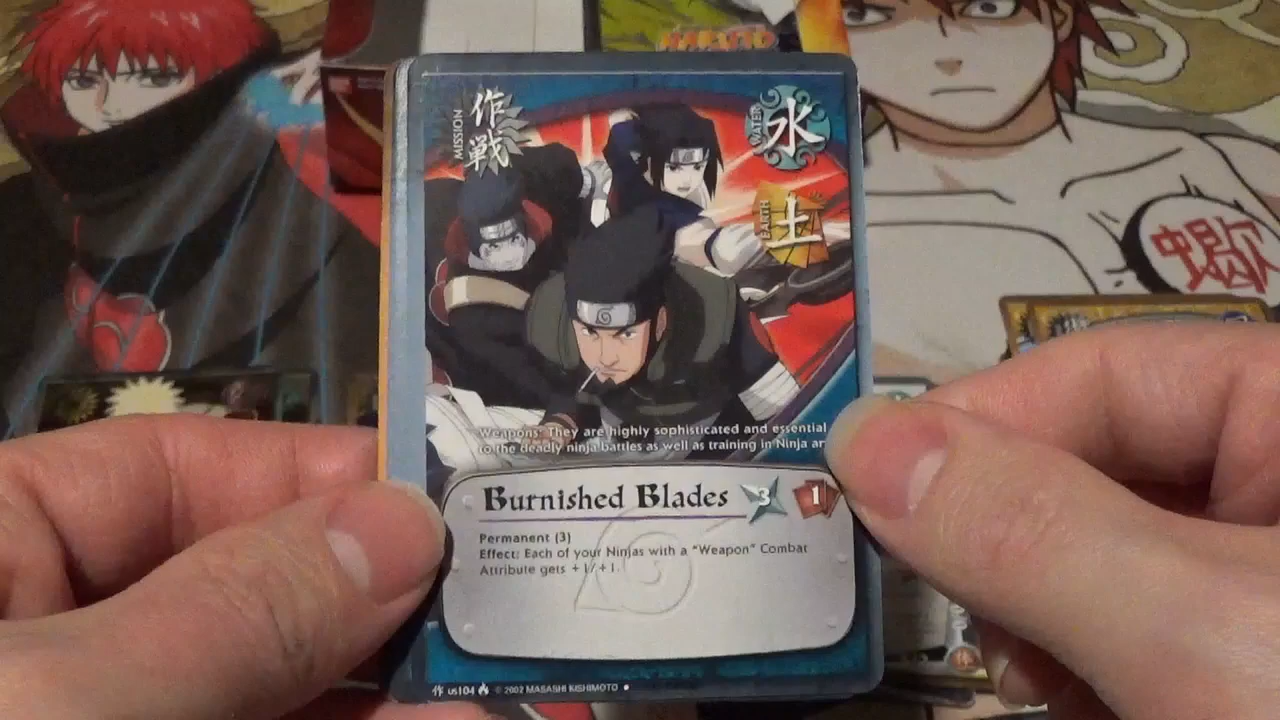 NARUTO
MISSION
作戦
WATER
水
EARTH
土
蝎
Weapons: They are highly sophisticated and essential
to the deadly ninja battles as well as training in Ninja ar
Burnished Blades 3 1
Permanent (3)
Effect: Each of your Ninjas with a "Weapon" Combat
Attribute gets +1/+1.
作 US104 © 2002 MASASHI KISHIMOTO